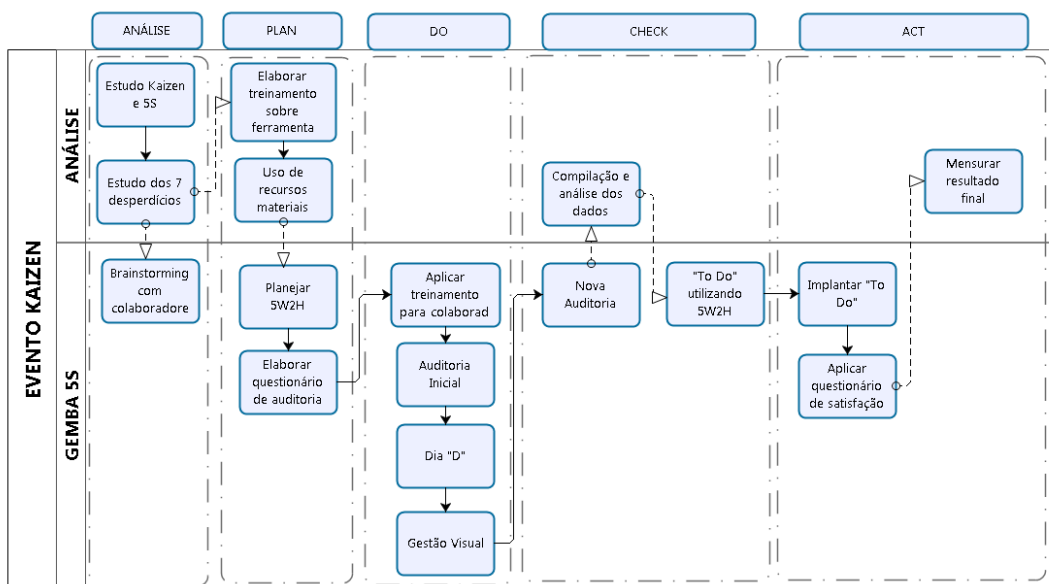 ANÁLISE
PLAN
DO
CHECK
ACT
EVENTO KAIZEN
ANÁLISE
GEMBA 5S
Estudo Kaizen
e 5S
Estudo dos 7
desperdícios
Brainstorming
com
colaboradore
Elaborar
treinamento
sobre
ferramenta
Uso de
recursos
materiais
Planejar
5W2H
Elaborar
questionário
de auditoria
Aplicar
treinamento
para colaborad
Auditoria
Inicial
Dia "D"
Gestão Visual
Compilação e
análise dos
dados
Nova
Auditoria
"To Do"
utilizando
5W2H
Implantar "To
Do"
Aplicar
questionário
de satisfação
Mensurar
resultado
final